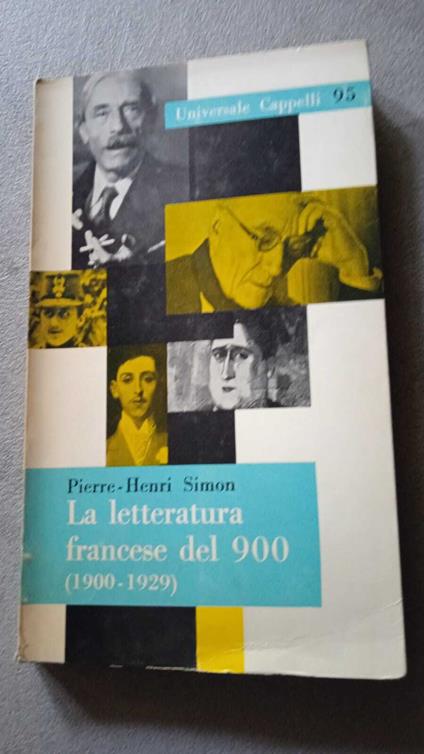 Universale Cappelli 95
Pierre-Henri Simon
La letteratura
francese del 900
(1900-1929)